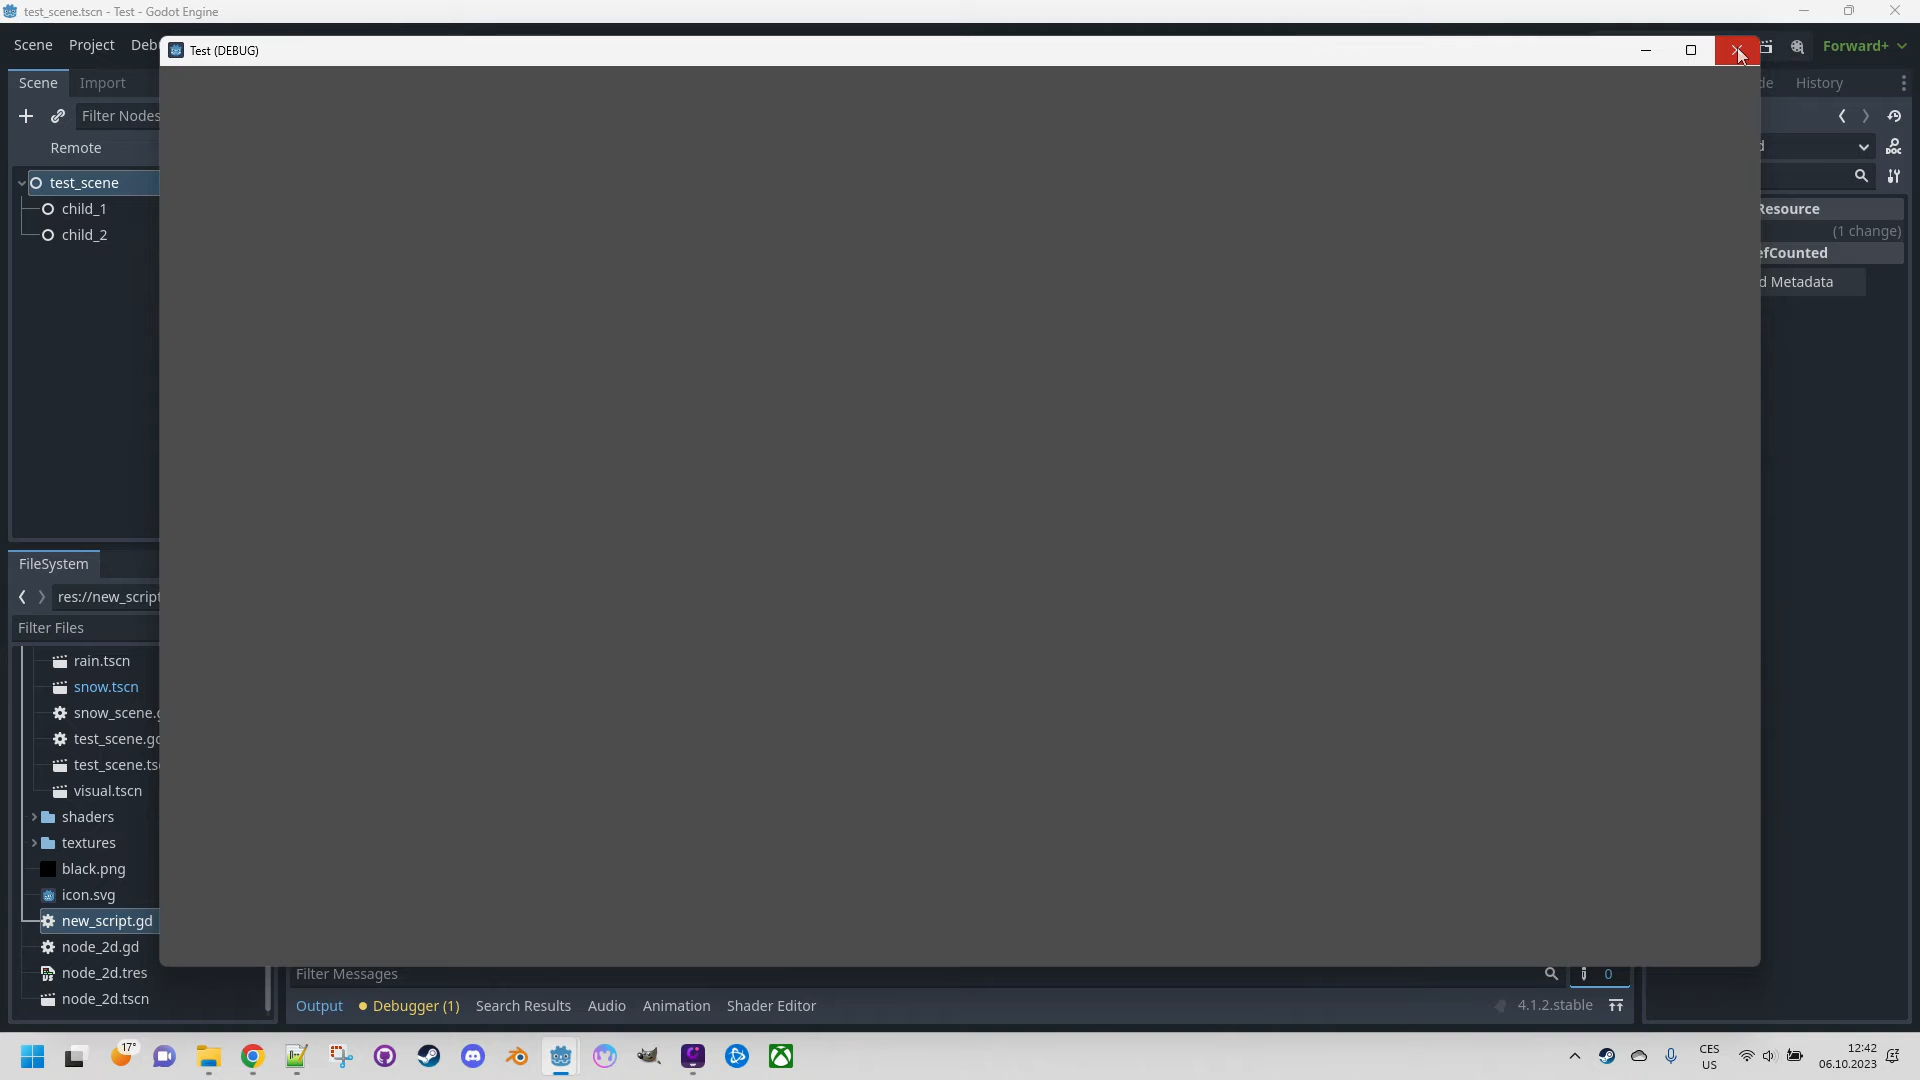 test_scene.tscn - Test - Godot Engine
Scene Project Deb
Test (DEBUG)
Forward+
Scene Import
History
Filter Nodes
Remote
test_scene
child_1
child_2
Resource
(1 change)
efCounted
d Metadata
FileSystem
res://new_script
Filter Files
rain.tscn
snow.tscn
snow_scene.g
test_scene.gd
test_scene.ts
visual.tscn
shaders
textures
black.png
icon.svg
new_script.gd
node_2d.gd
node_2d.tres
node_2d.tscn
Filter Messages
0
Output Debugger (1) Search Results Audio Animation Shader Editor
4.1.2.stable
17°
CES
US
12:42
06.10.2023